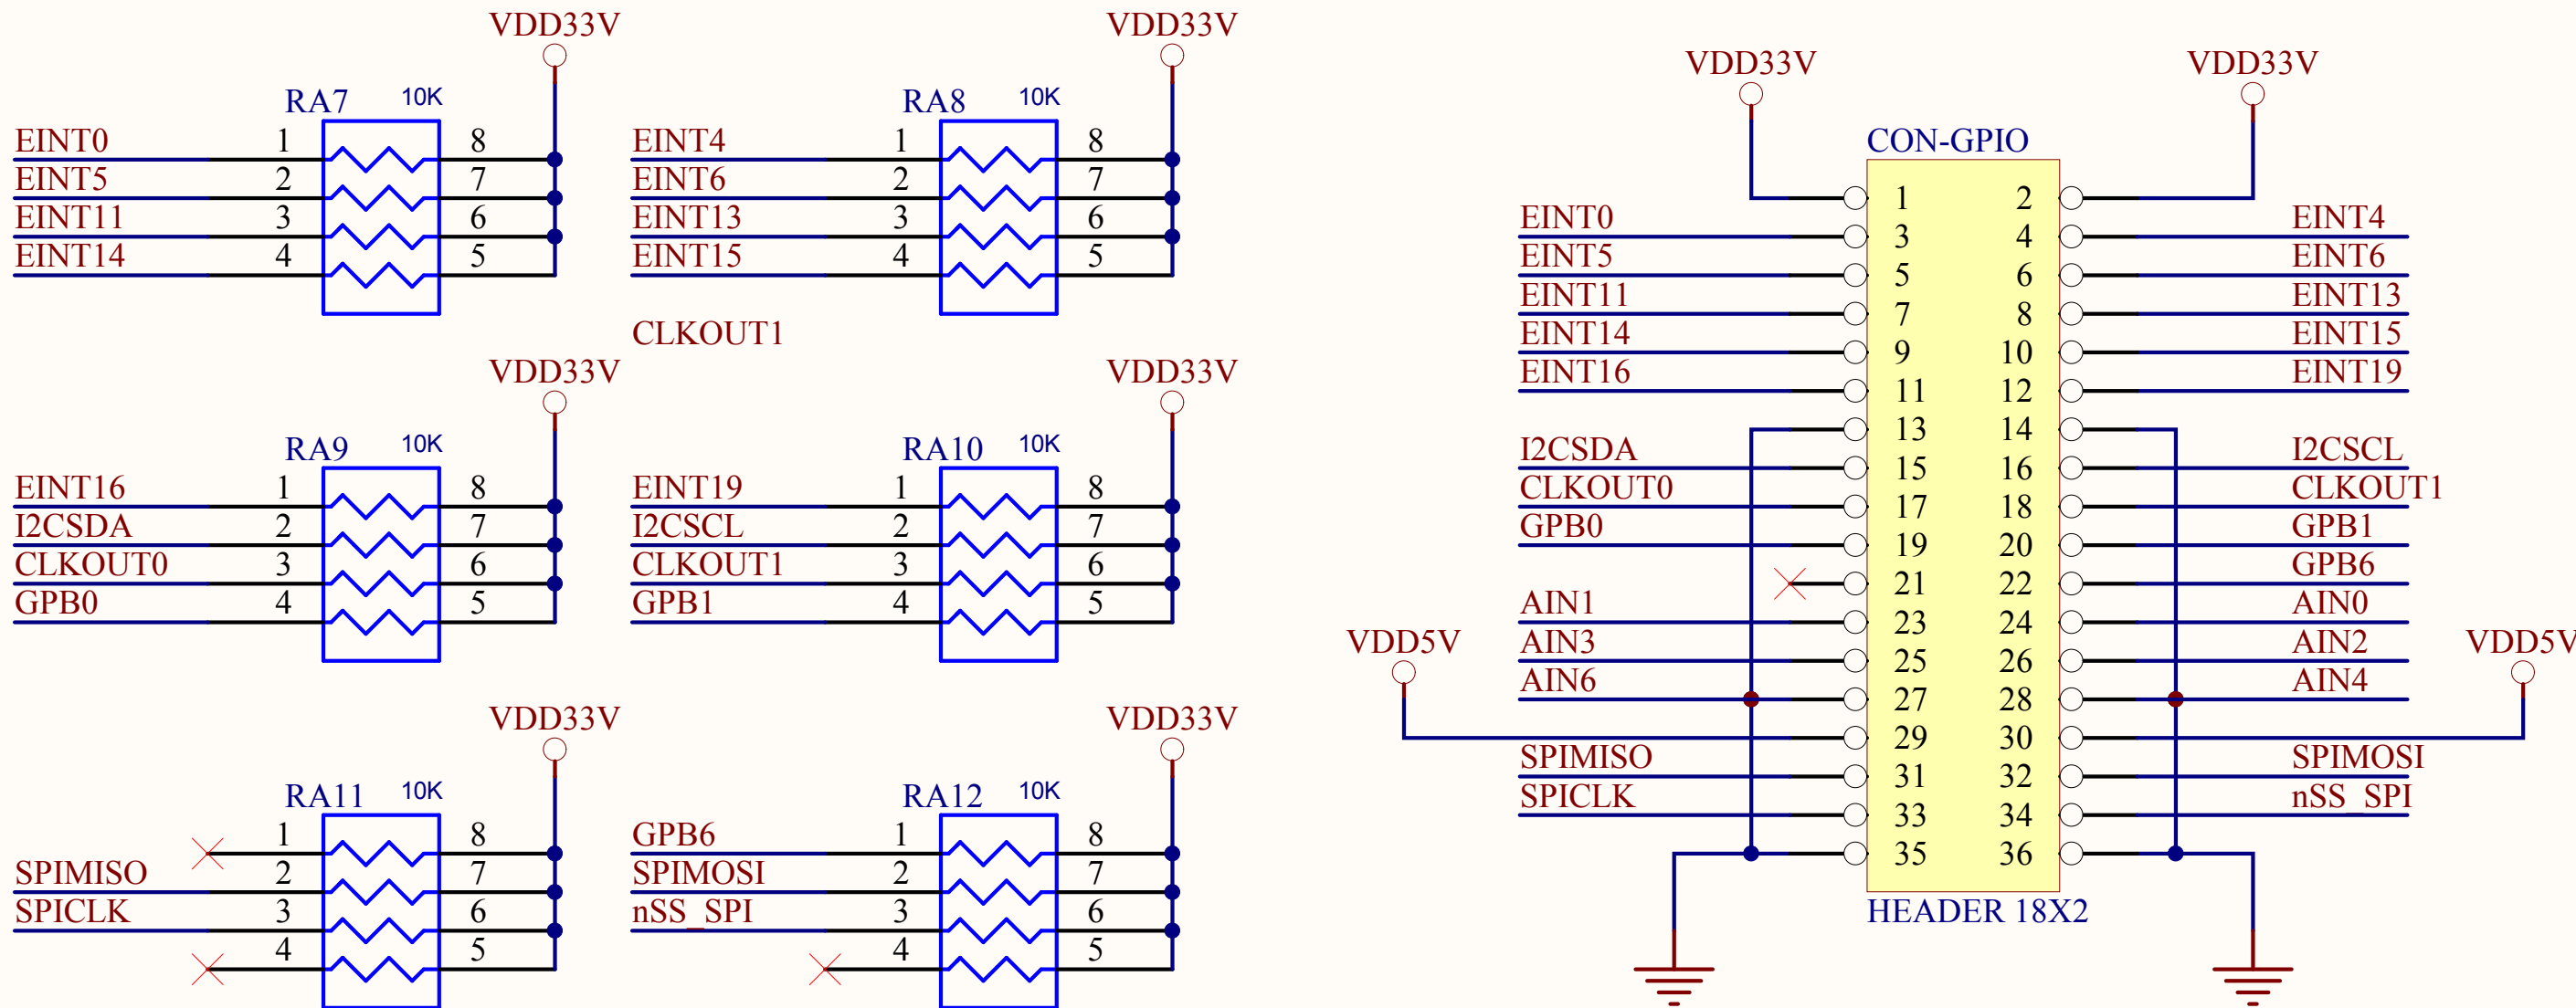 VDD33V
RA7 10K
EINT0 1 8
EINT5 2 7
EINT11 3 6
EINT14 4 5
VDD33V
RA8 10K
EINT4 1 8
EINT6 2 7
EINT13 3 6
EINT15 4 5
CLKOUT1
VDD33V
RA9 10K
EINT16 1 8
I2CSDA 2 7
CLKOUT0 3 6
GPB0 4 5
VDD33V
RA10 10K
EINT19 1 8
I2CSCL 2 7
CLKOUT1 3 6
GPB1 4 5
VDD33V
RA11 10K
1 8
SPIMISO 2 7
SPICLK 3 6
4 5
VDD33V
RA12 10K
GPB6 1 8
SPIMOSI 2 7
nSS_SPI 3 6
4 5
VDD33V VDD33V
CON-GPIO
1 2
EINT0 3 4 EINT4
EINT5 5 6 EINT6
EINT11 7 8 EINT13
EINT14 9 10 EINT15
EINT16 11 12 EINT19
13 14
I2CSDA 15 16 I2CSCL
CLKOUT0 17 18 CLKOUT1
GPB0 19 20 GPB1
21 22 GPB6
AIN1 23 24 AIN0
AIN3 25 26 AIN2
VDD5V VDD5V
AIN6 27 28 AIN4
29 30
SPIMISO 31 32 SPIMOSI
SPICLK 33 34 nSS_SPI
35 36
HEADER 18X2